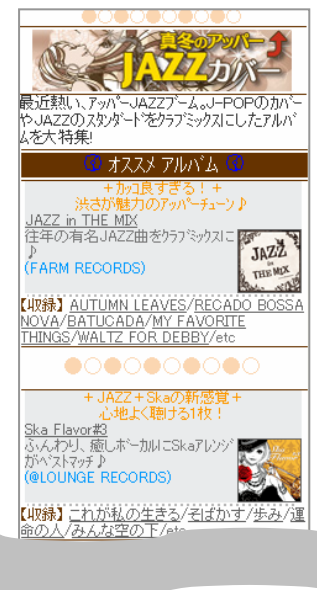 真冬のアッパー
JAZZカバー
最近熱い、ｱｯﾊﾟｰJAZZﾌﾞｰﾑ｡J-POPのｶﾊﾞｰ
やJAZZのｽﾀﾝﾀﾞｰﾄﾞをｸﾗﾌﾞﾐｯｸｽにしたｱﾙﾊﾞ
ﾑを大特集!
オススメ アルバム
+カッコ良すぎる！+
渋さが魅力のｱｯﾊﾟｰﾁｭｰﾝ♪
JAZZ in THE MIX
往年の有名JAZZ曲をｸﾗﾌﾞﾐｯｸｽに
♪
(FARM RECORDS)
JAZZ
in
THE MIX
【収録】AUTUMN LEAVES/RECADO BOSSA
NOVA/BATUCADA/MY FAVORITE
THINGS/WALTZ FOR DEBBY/etc
+JAZZ+Skaの新感覚+
心地よく聴ける1枚！
Ska Flavor#3
ふんわり、癒しﾎﾞｰｶﾙにSkaｱﾚﾝｼﾞ
がﾍﾞｽﾄﾏｯﾁ♪
(@LOUNGE RECORDS)
【収録】これが私の生きる/そばかす/歩み/運
命の人/みんな空の下/etc